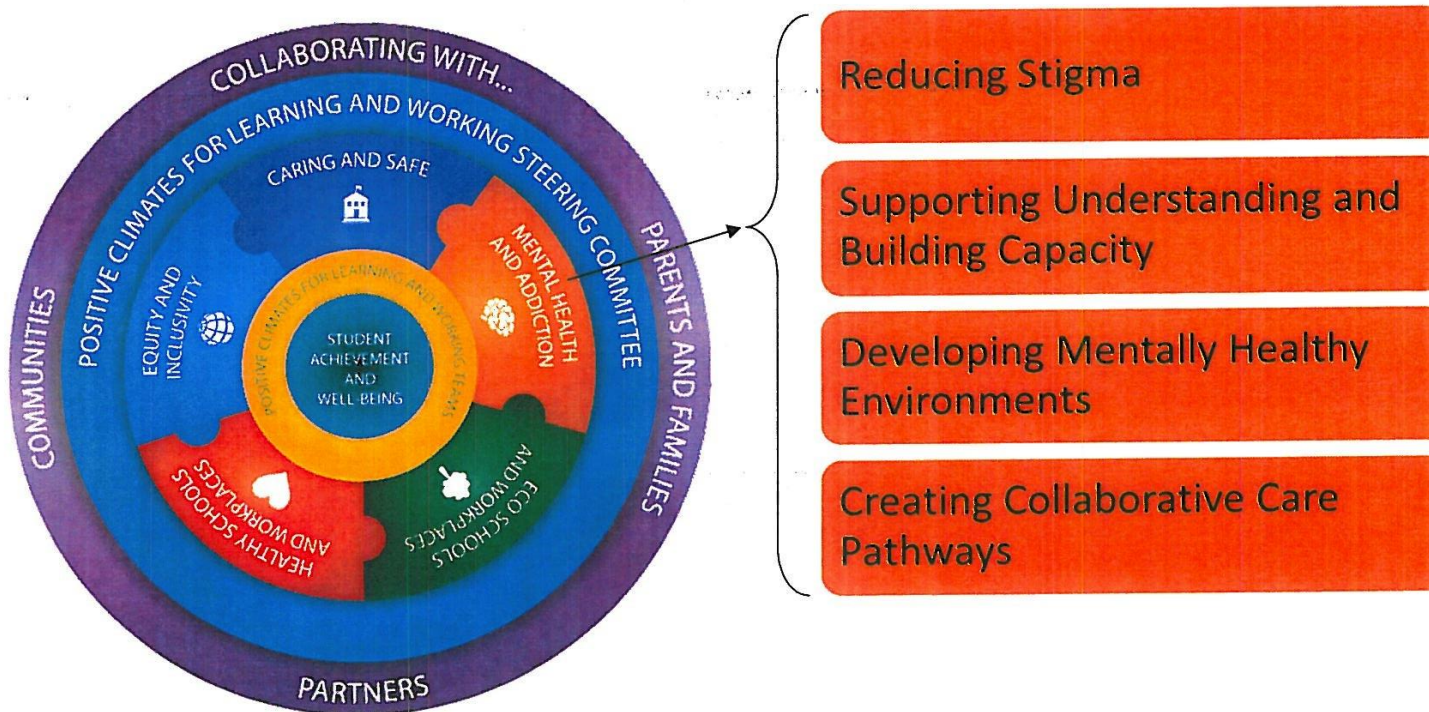 COLLABORATING WITH...
PARENTS AND FAMILIES
PARTNERS
COMMUNITIES
POSITIVE CLIMATES FOR LEARNING AND WORKING STEERING COMMITTEE
CARING AND SAFE
MENTAL HEALTH
AND ADDICTION
ECO SCHOOLS
AND WORKPLACES
HEALTHY SCHOOLS
AND WORKPLACES
EQUITY AND
INCLUSIVITY
POSITIVE CLIMATES FOR LEARNING AND WORKING TEAMS
STUDENT
ACHIEVEMENT
AND
WELL-BEING
Reducing Stigma
Supporting Understanding and
Building Capacity
Developing Mentally Healthy
Environments
Creating Collaborative Care
Pathways